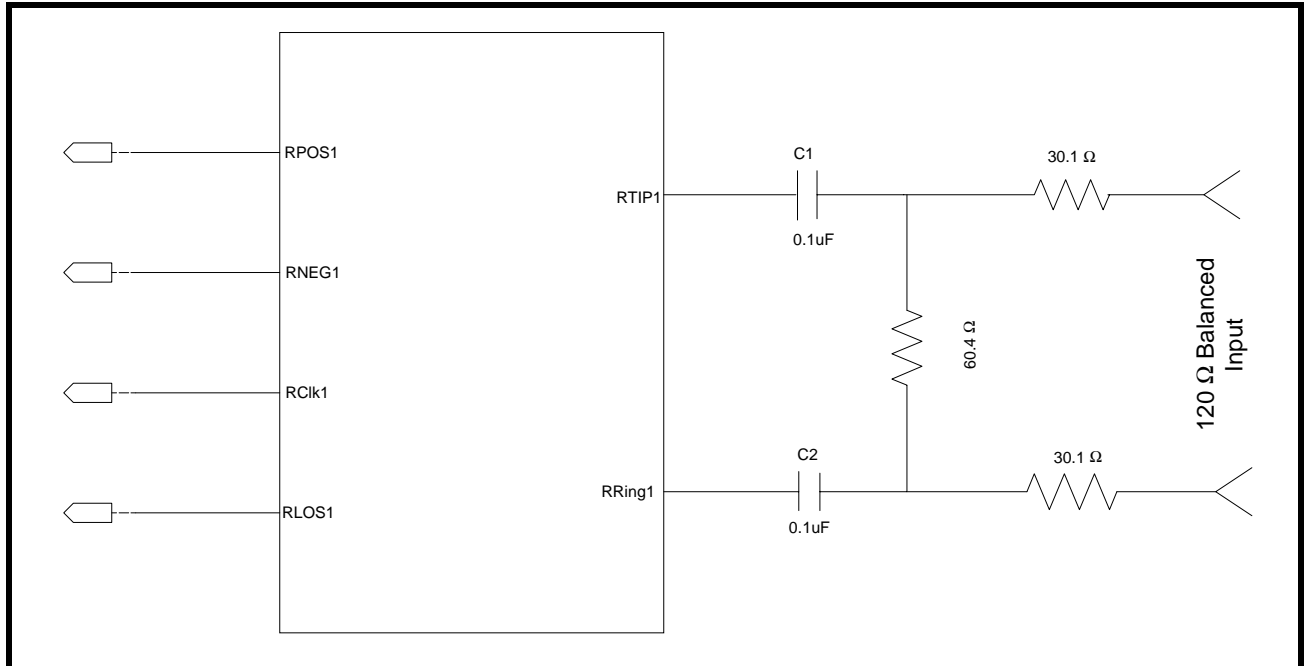 RPOS1
RNEG1
RClk1
RLOS1
RTIP1
RRing1
C1
0.1uF
30.1 Ω
60.4 Ω
C2
0.1uF
30.1 Ω
120 Ω Balanced
Input